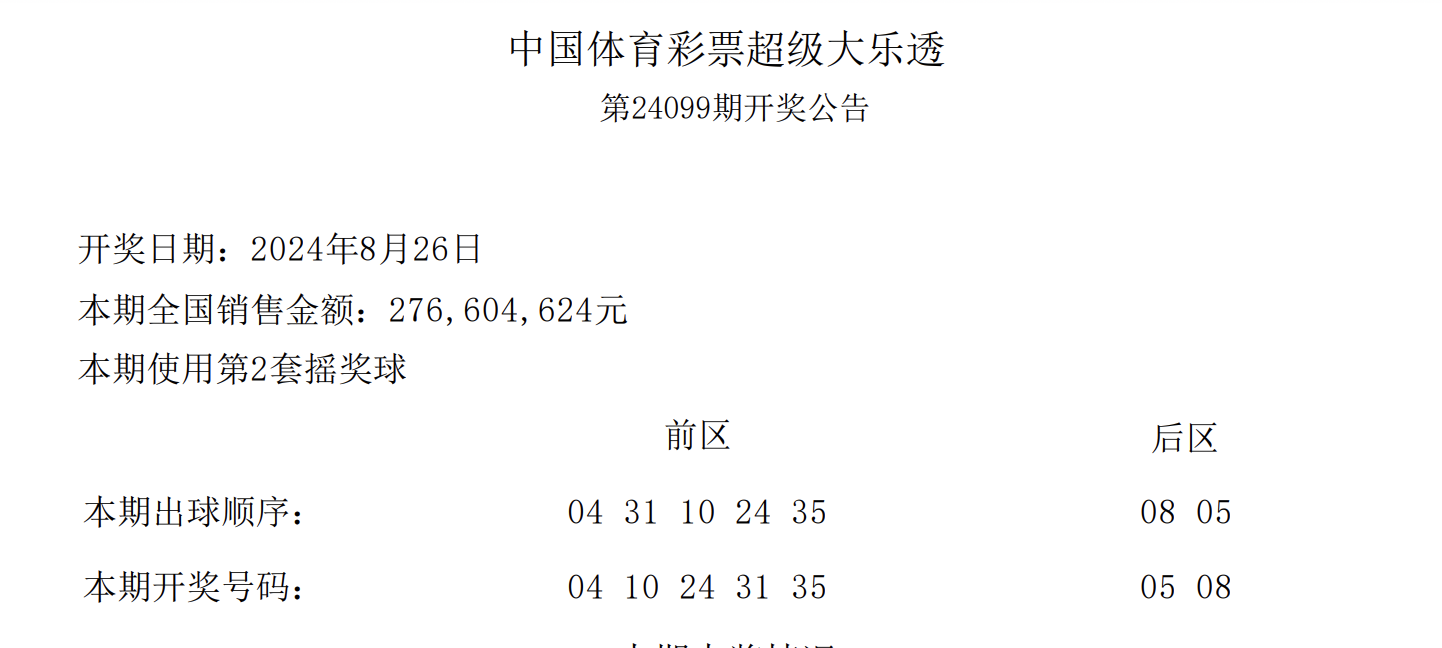 中国体育彩票超级大乐透
第24099期开奖公告
开奖日期：2024年8月26日
本期全国销售金额：276,604,624元
本期使用第2套摇奖球
前区 后区
本期出球顺序： 04 31 10 24 35 08 05
本期开奖号码： 04 10 24 31 35 05 08